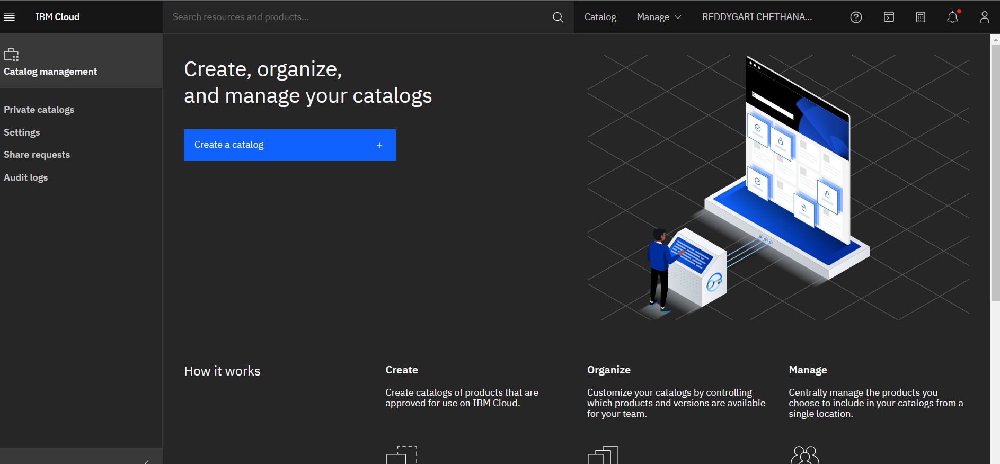 IBM Cloud
Search resources and products...
Catalog
Manage
REDDYGARI CHETHANA...
Catalog management
Private catalogs
Settings
Share requests
Audit logs
Create, organize,
and manage your catalogs
Create a catalog +
How it works
Create
Create catalogs of products that are
approved for use on IBM Cloud.
Organize
Customize your catalogs by controlling
which products and versions are available
for your team.
Manage
Centrally manage the products you
choose to include in your catalogs from a
single location.